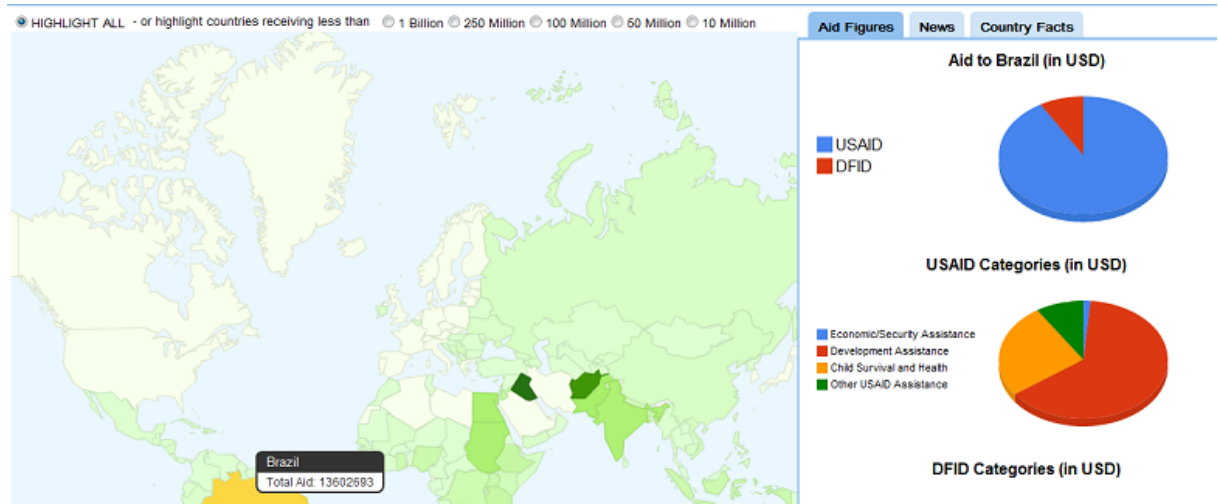 HIGHLIGHT ALL - or highlight countries receiving less than 1 Billion 250 Million 100 Million 50 Million 10 Million
Aid Figures News Country Facts
Aid to Brazil (in USD)
USAID
DFID
USAID Categories (in USD)
Economic/Security Assistance
Development Assistance
Child Survival and Health
Other USAID Assistance
Brazil
Total Aid: 13602693
DFID Categories (in USD)